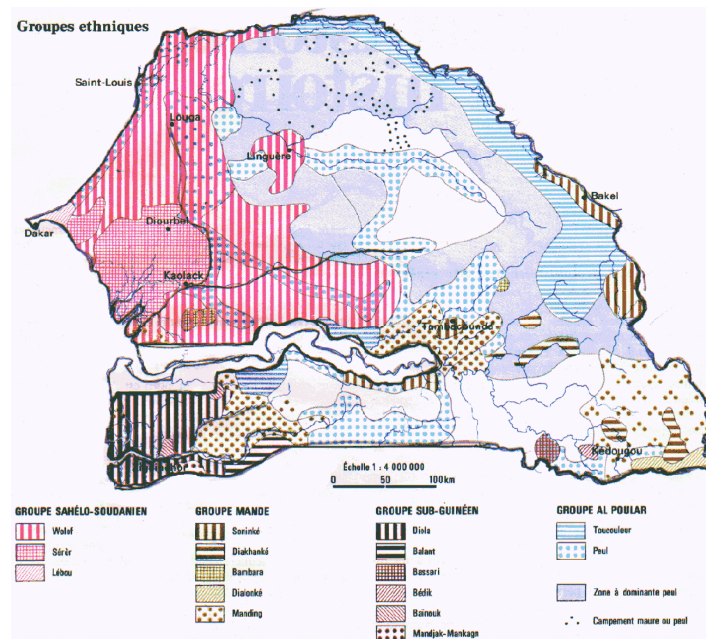 Groupes ethniques
Saint-Louis
Louga
Linguère
Bakel
Dakar
Diourbel
Kaolack
Tambacounda
Kédougou
Échelle 1 : 4 000 000
0 50 100km
GROUPE SAHÉLO-SOUDANIEN
Wolof
Sérèr
Lébou
GROUPE MANDE
Soninké
Diakhanké
Bambara
Dialonké
Manding
GROUPE SUB-GUINÉEN
Diola
Balant
Bassari
Bédik
Baïnouk
Mandjak-Mankagn
GROUPE AL POULAR
Toucouleur
Peul
Zone à dominante peul
Campement maure ou peul